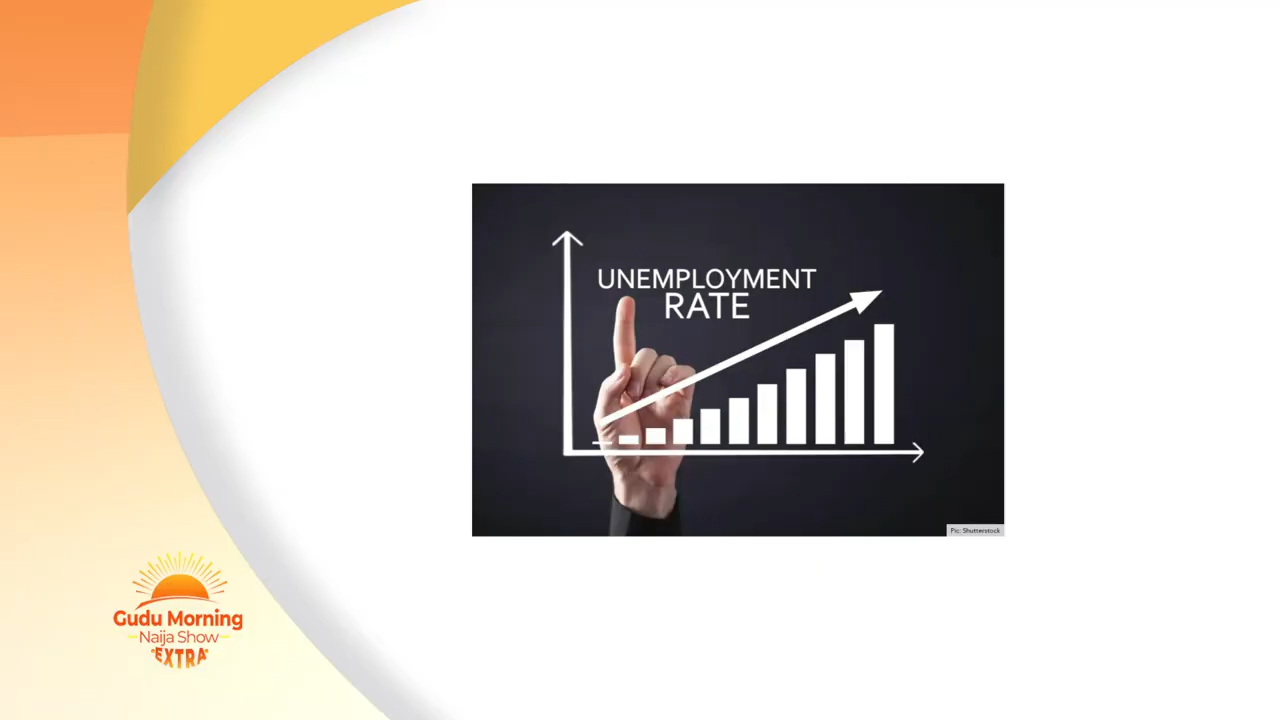 UNEMPLOYMENT
RATE
Pic: Shutterstock
Gudu Morning
Naija Show
"EXTRA"